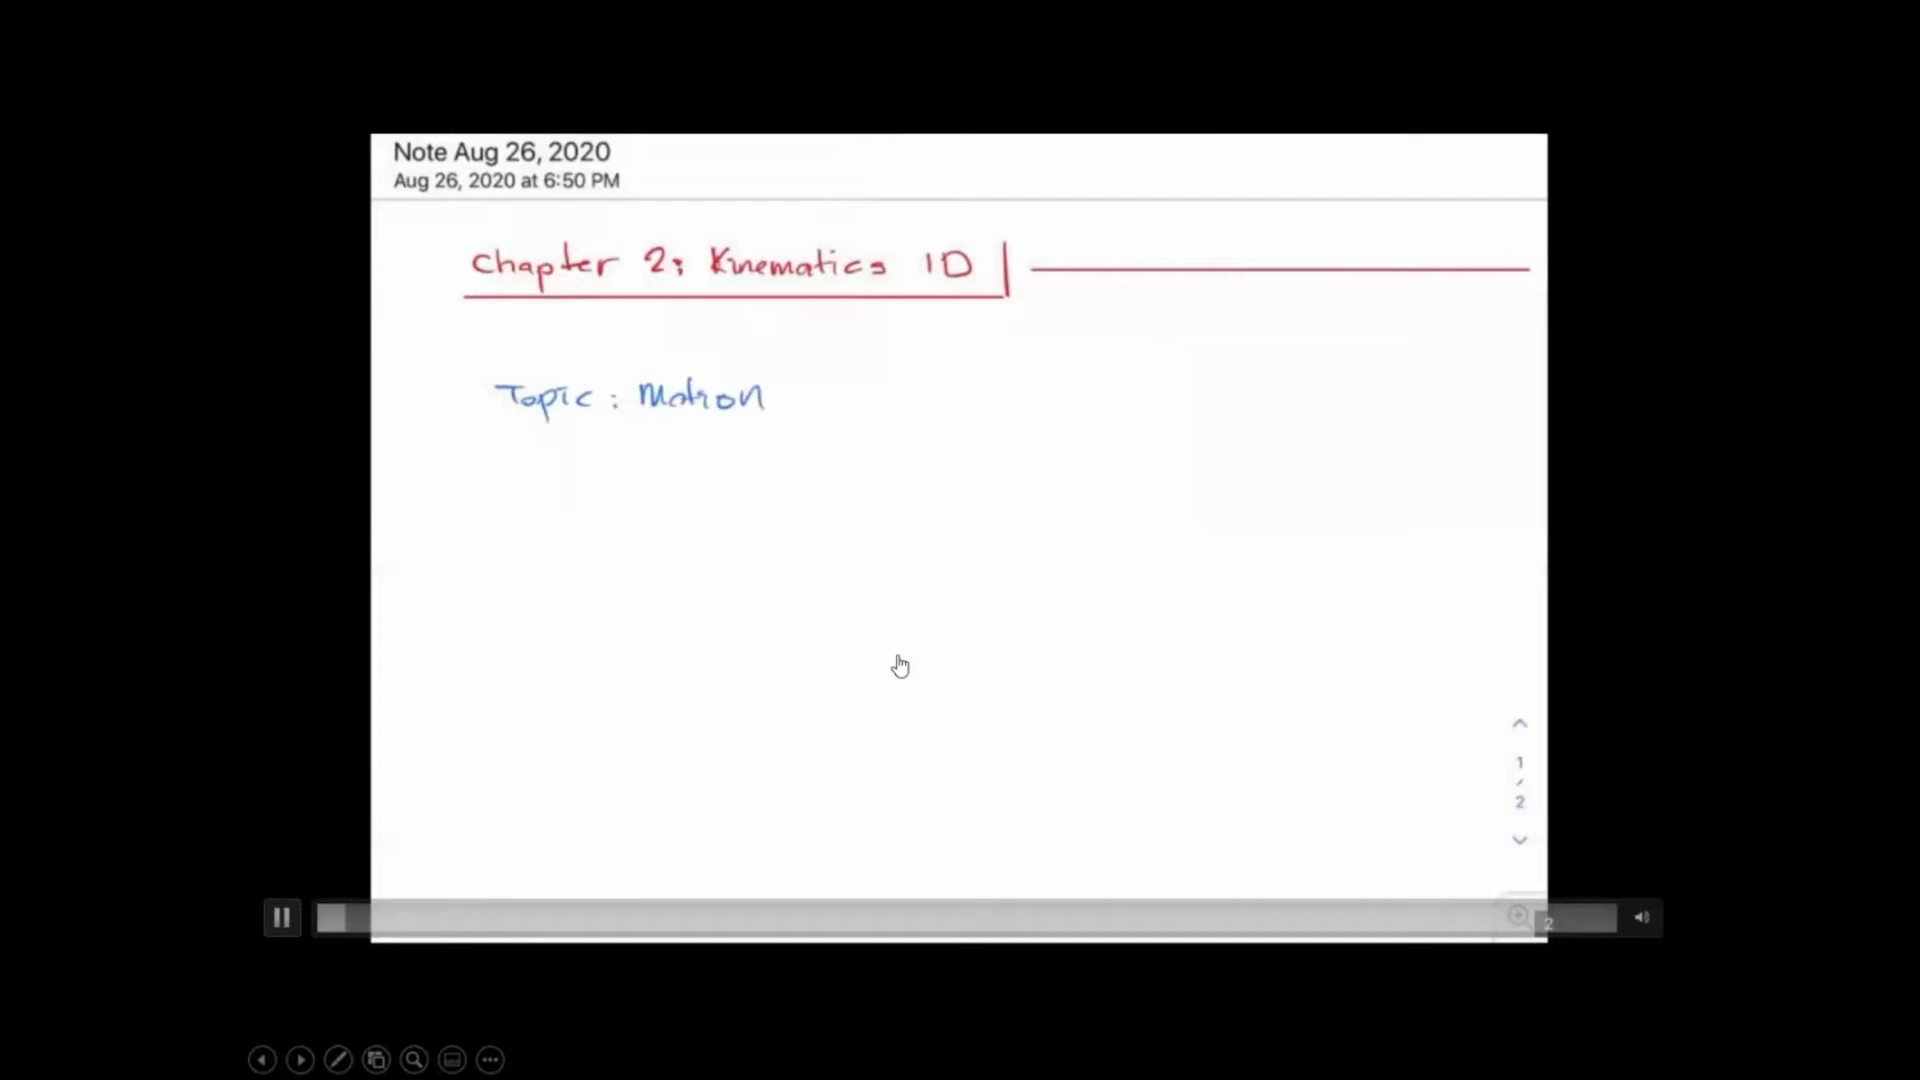 Note Aug 26, 2020
Aug 26, 2020 at 6:50 PM
Chapter 2: Kinematics 1D
Topic: Motion
1
/
2
2